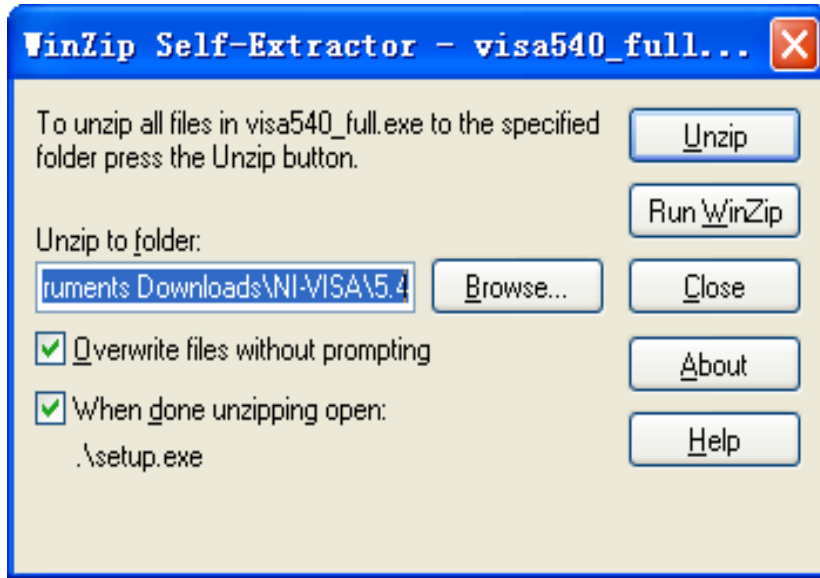 WinZip Self-Extractor - visa540_full...
To unzip all files in visa540_full.exe to the specified
folder press the Unzip button.
Unzip
Run WinZip
Unzip to folder:
ruments Downloads\NI-VISA\5.4
Browse...
Close
Overwrite files without prompting
About
When done unzipping open:
.\setup.exe
Help